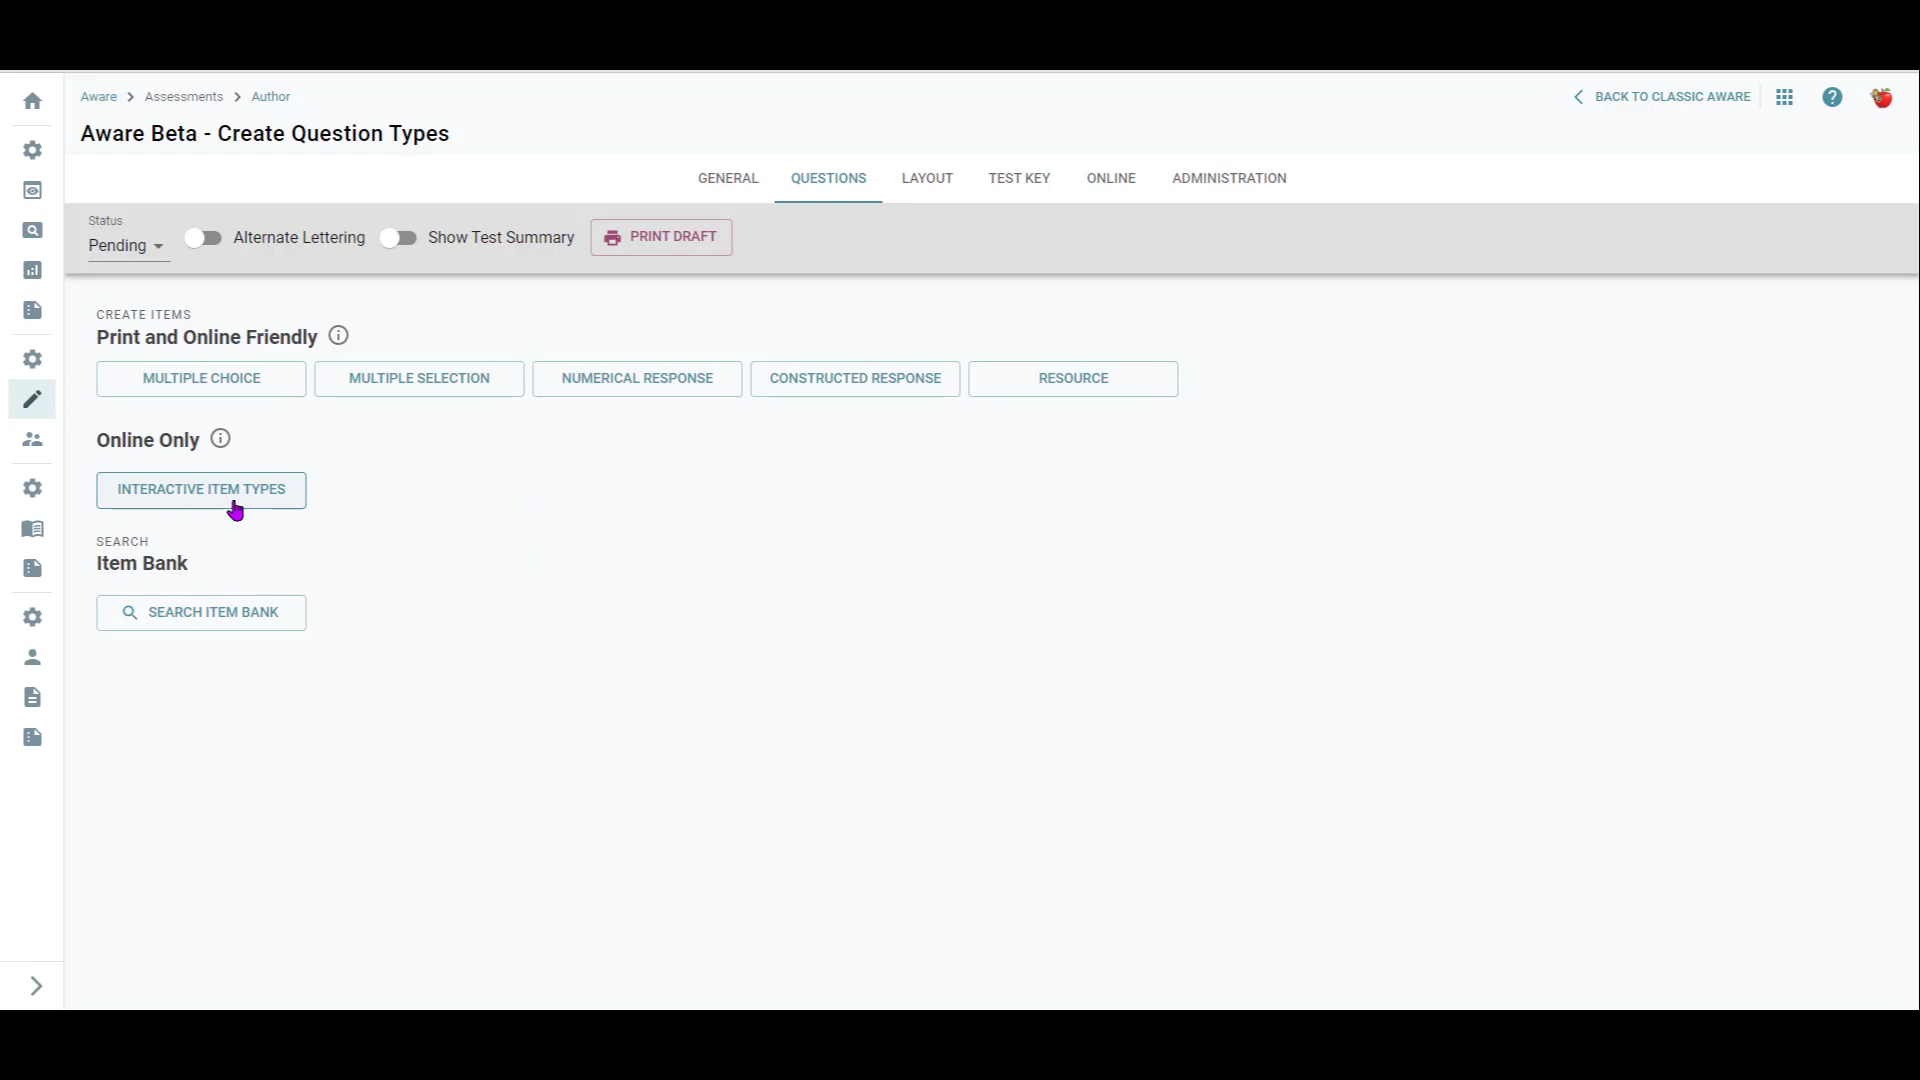 Aware > Assessments > Author
BACK TO CLASSIC AWARE
Aware Beta - Create Question Types
GENERAL QUESTIONS LAYOUT TEST KEY ONLINE ADMINISTRATION
Status
Pending Alternate Lettering Show Test Summary PRINT DRAFT
CREATE ITEMS
Print and Online Friendly
MULTIPLE CHOICE MULTIPLE SELECTION NUMERICAL RESPONSE CONSTRUCTED RESPONSE RESOURCE
Online Only
INTERACTIVE ITEM TYPES
SEARCH
Item Bank
SEARCH ITEM BANK